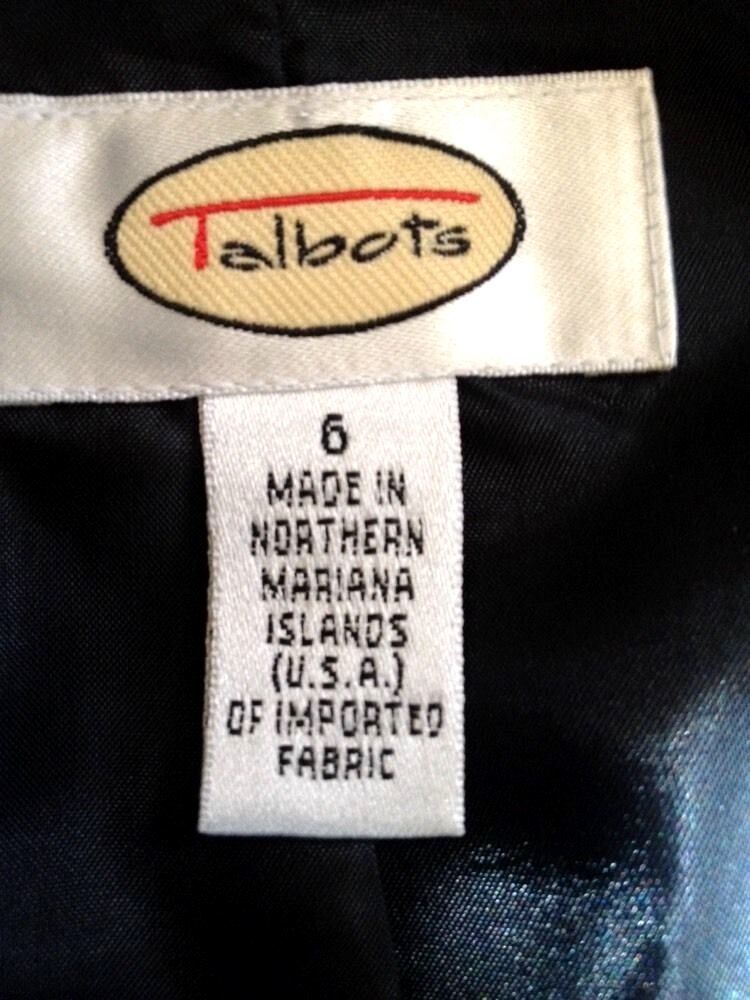 Talbots
6
MADE IN
NORTHERN
MARIANA
ISLANDS
(U.S.A.)
OF IMPORTED
FABRIC